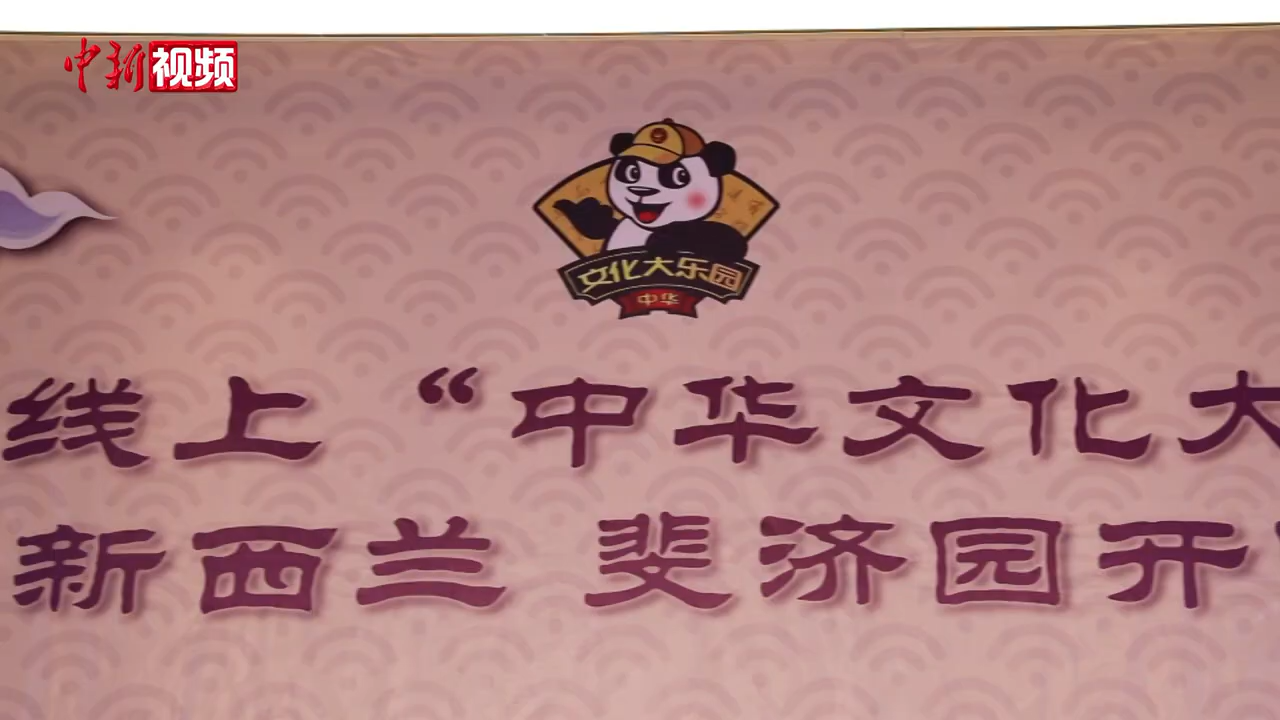 中新视频
文化大乐园
中华
线上“中华文化大
新西兰 斐济园开